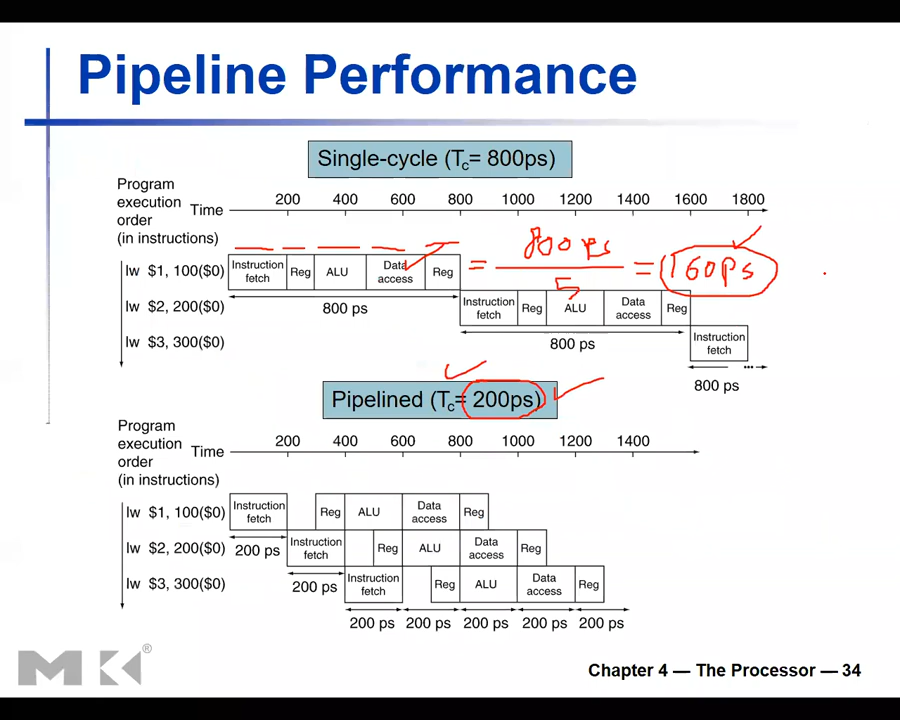 Pipeline Performance
Single-cycle (Tc= 800ps)
Program
execution
order
(in instructions)
Time
200 400 600 800 1000 1200 1400 1600 1800
lw $1, 100($0)
Instruction
fetch
Reg
ALU
Data
access
Reg
= 800ps / 5 = 160ps
lw $2, 200($0)
800 ps
Instruction
fetch
Reg
ALU
Data
access
Reg
lw $3, 300($0)
800 ps
Instruction
fetch
...
800 ps
Pipelined (Tc= 200ps)
Program
execution
order
(in instructions)
Time
200 400 600 800 1000 1200 1400
lw $1, 100($0)
Instruction
fetch
Reg
ALU
Data
access
Reg
lw $2, 200($0)
200 ps
Instruction
fetch
Reg
ALU
Data
access
Reg
lw $3, 300($0)
200 ps
Instruction
fetch
Reg
ALU
Data
access
Reg
200 ps 200 ps 200 ps 200 ps 200 ps
MK®
Chapter 4 — The Processor — 34